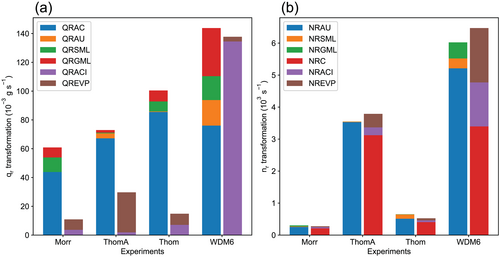 (a)
QRAC
QRAU
QRSML
QRGML
QRACI
QREVP
140
120
100
80
60
40
20
0
qr transformation (10⁻³ g s⁻¹)
Morr ThomA Thom WDM6
Experiments
(b)
NRAU
NRSML
NRGML
NRC
NRACI
NREVP
6
5
4
3
2
1
0
nr transformation (10³ s⁻¹)
Morr ThomA Thom WDM6
Experiments